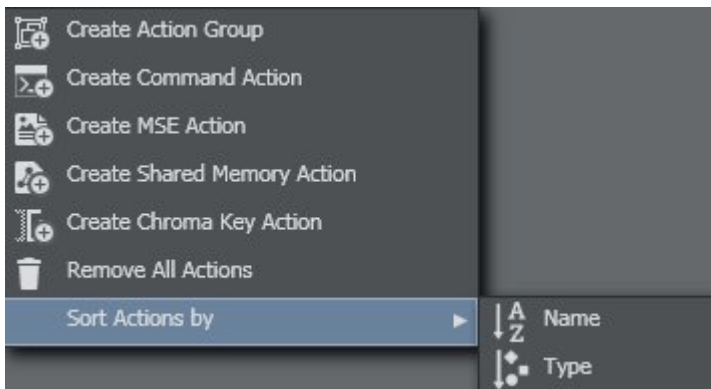 Create Action Group
Create Command Action
Create MSE Action
Create Shared Memory Action
Create Chroma Key Action
Remove All Actions
Sort Actions by
A
Z
Name
Type